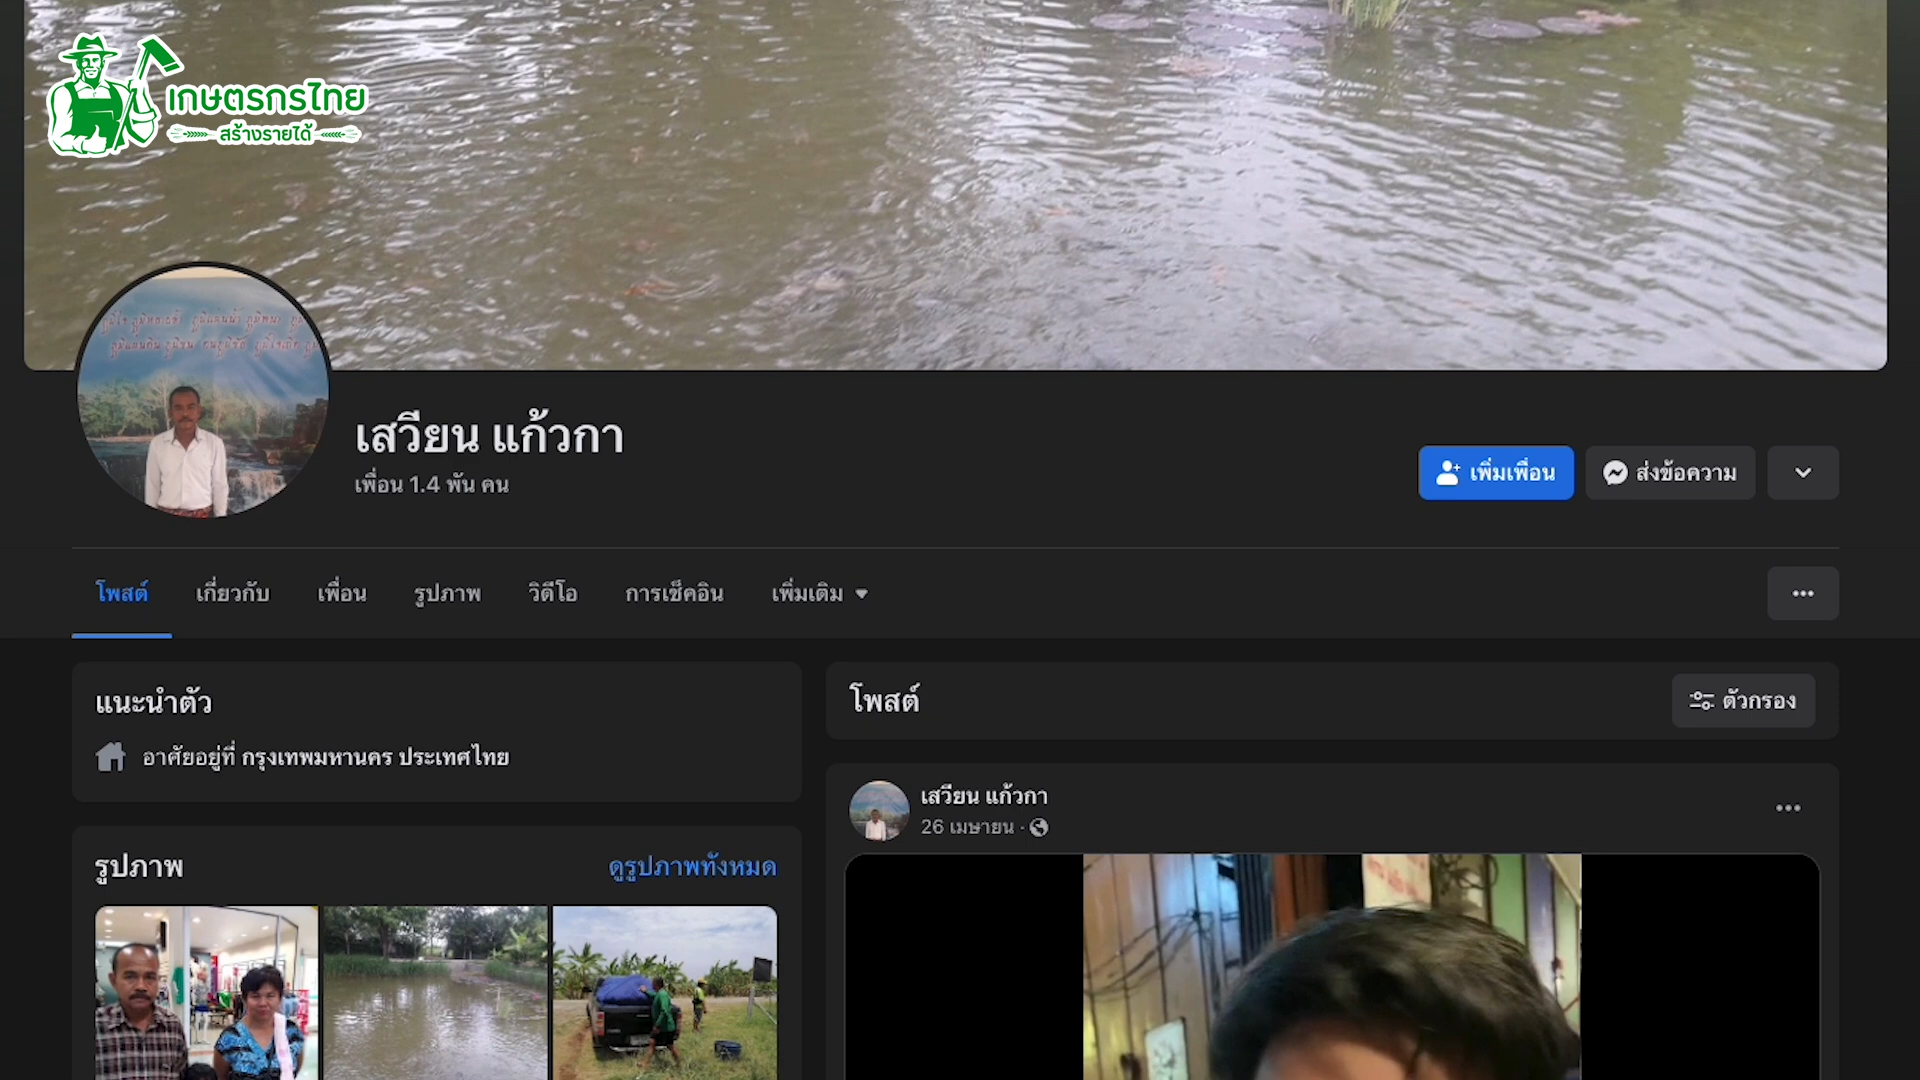 เกษตรกรไทย
สร้างรายได้
เสวียน แก้วกา
เพื่อน 1.4 พัน คน
เพิ่มเพื่อน
ส่งข้อความ
โพสต์
เกี่ยวกับ
เพื่อน
รูปภาพ
วิดีโอ
การเช็คอิน
เพิ่มเติม
แนะนำตัว
อาศัยอยู่ที่ กรุงเทพมหานคร ประเทศไทย
รูปภาพ
ดูรูปภาพทั้งหมด
โพสต์
ตัวกรอง
เสวียน แก้วกา
26 เมษายน ·